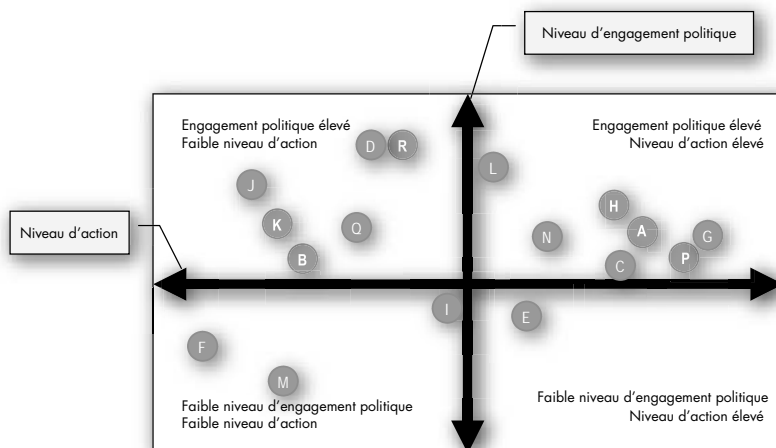 Niveau d'engagement politique
Engagement politique élevé
Faible niveau d'action
Engagement politique élevé
Niveau d'action élevé
D
R
L
J
H
K
Q
N
A
G
Niveau d'action
B
C
P
I
E
F
M
Faible niveau d'engagement politique
Faible niveau d'action
Faible niveau d'engagement politique
Niveau d'action élevé